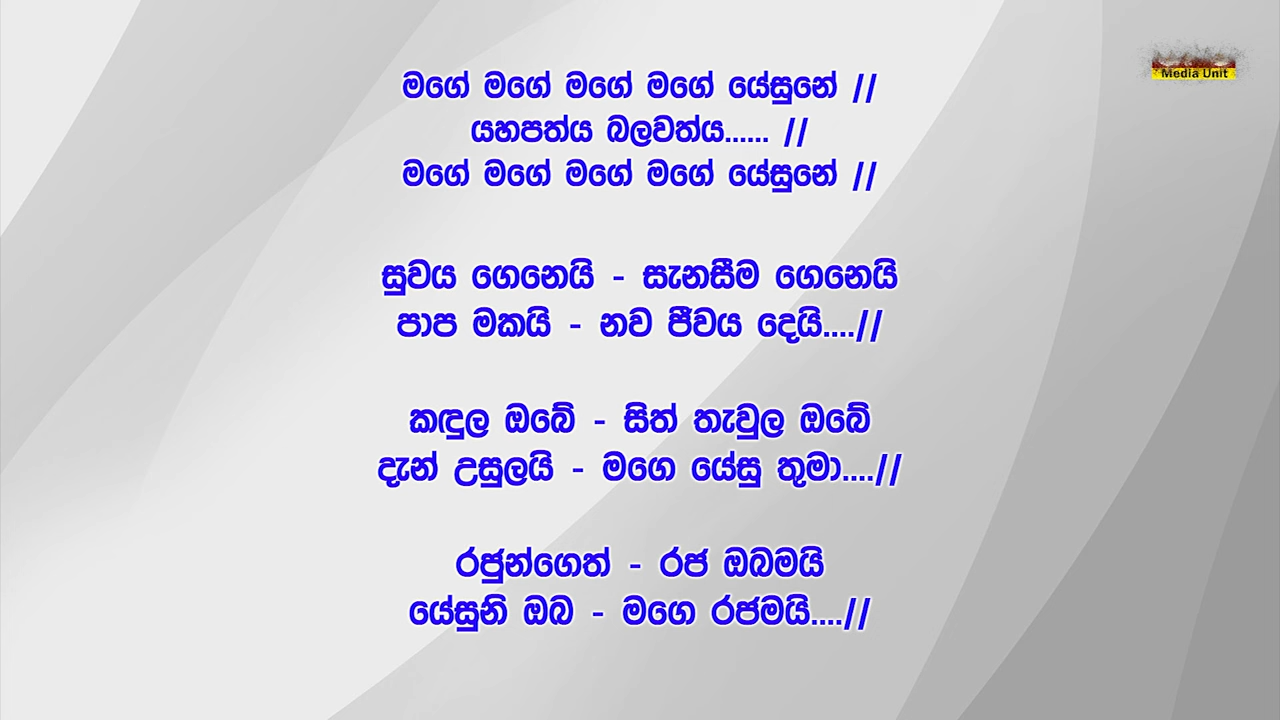 Media Unit
මගේ මගේ මගේ මගේ යේසුනේ //
යහපත්ය බලවත්ය...... //
මගේ මගේ මගේ මගේ යේසුනේ //
සුවය ගෙනෙයි - සැනසීම ගෙනෙයි
පාප මකයි - නව ජීවය දෙයි....//
කඳුල ඔබේ - සිත් තැවුල ඔබේ
දැන් උසුලයි - මගෙ යේසු තුමා....//
රජුන්ගෙත් - රජ ඔබමයි
යේසුනි ඔබ - මගෙ රජමයි....//